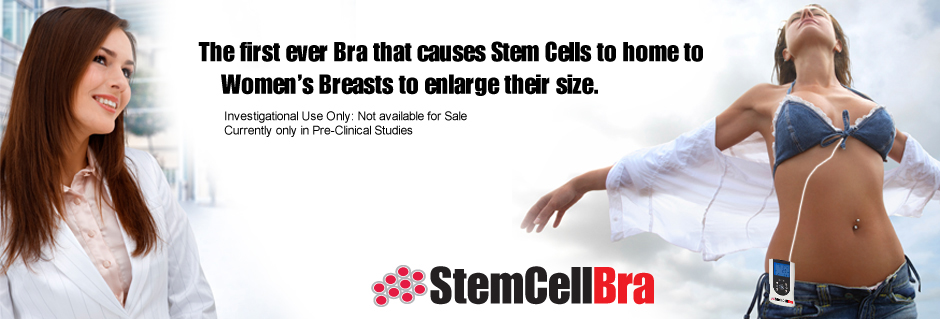 The first ever Bra that causes Stem Cells to home to
Women's Breasts to enlarge their size.
Investigational Use Only: Not available for Sale
Currently only in Pre-Clinical Studies
StemCellBra